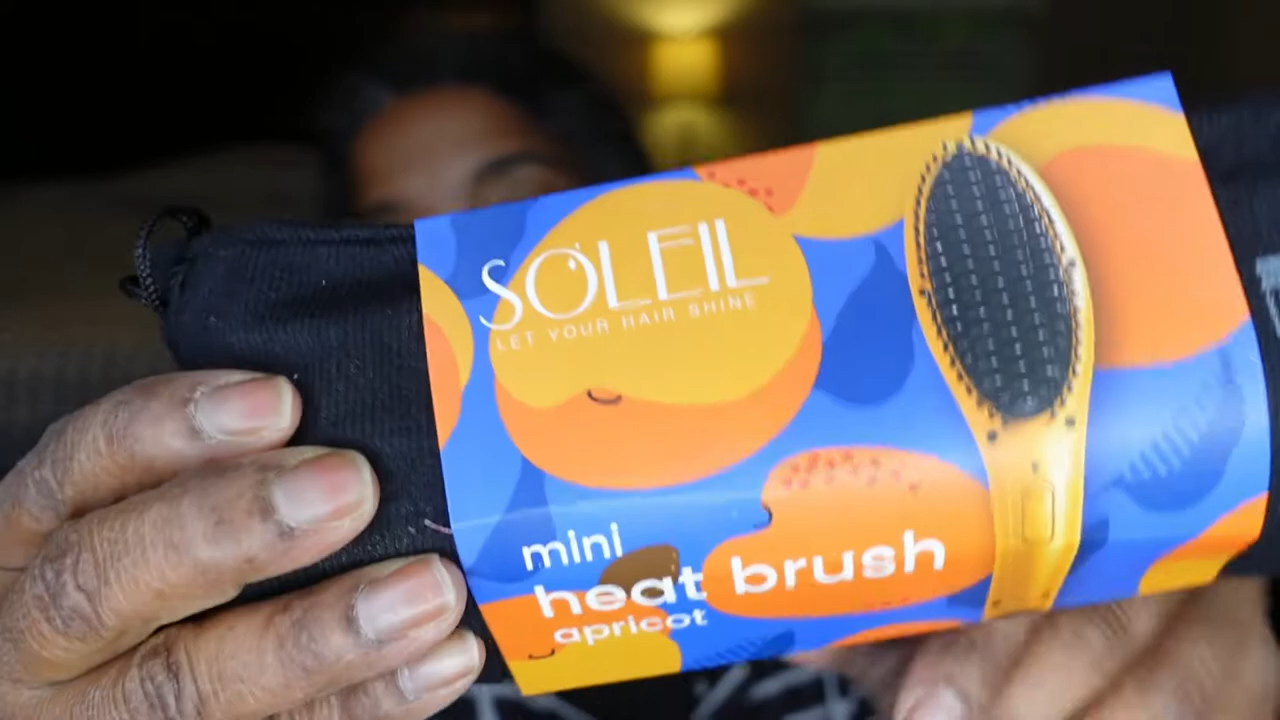 SOLEIL
LET YOUR HAIR SHINE
mini
heat brush
apricot